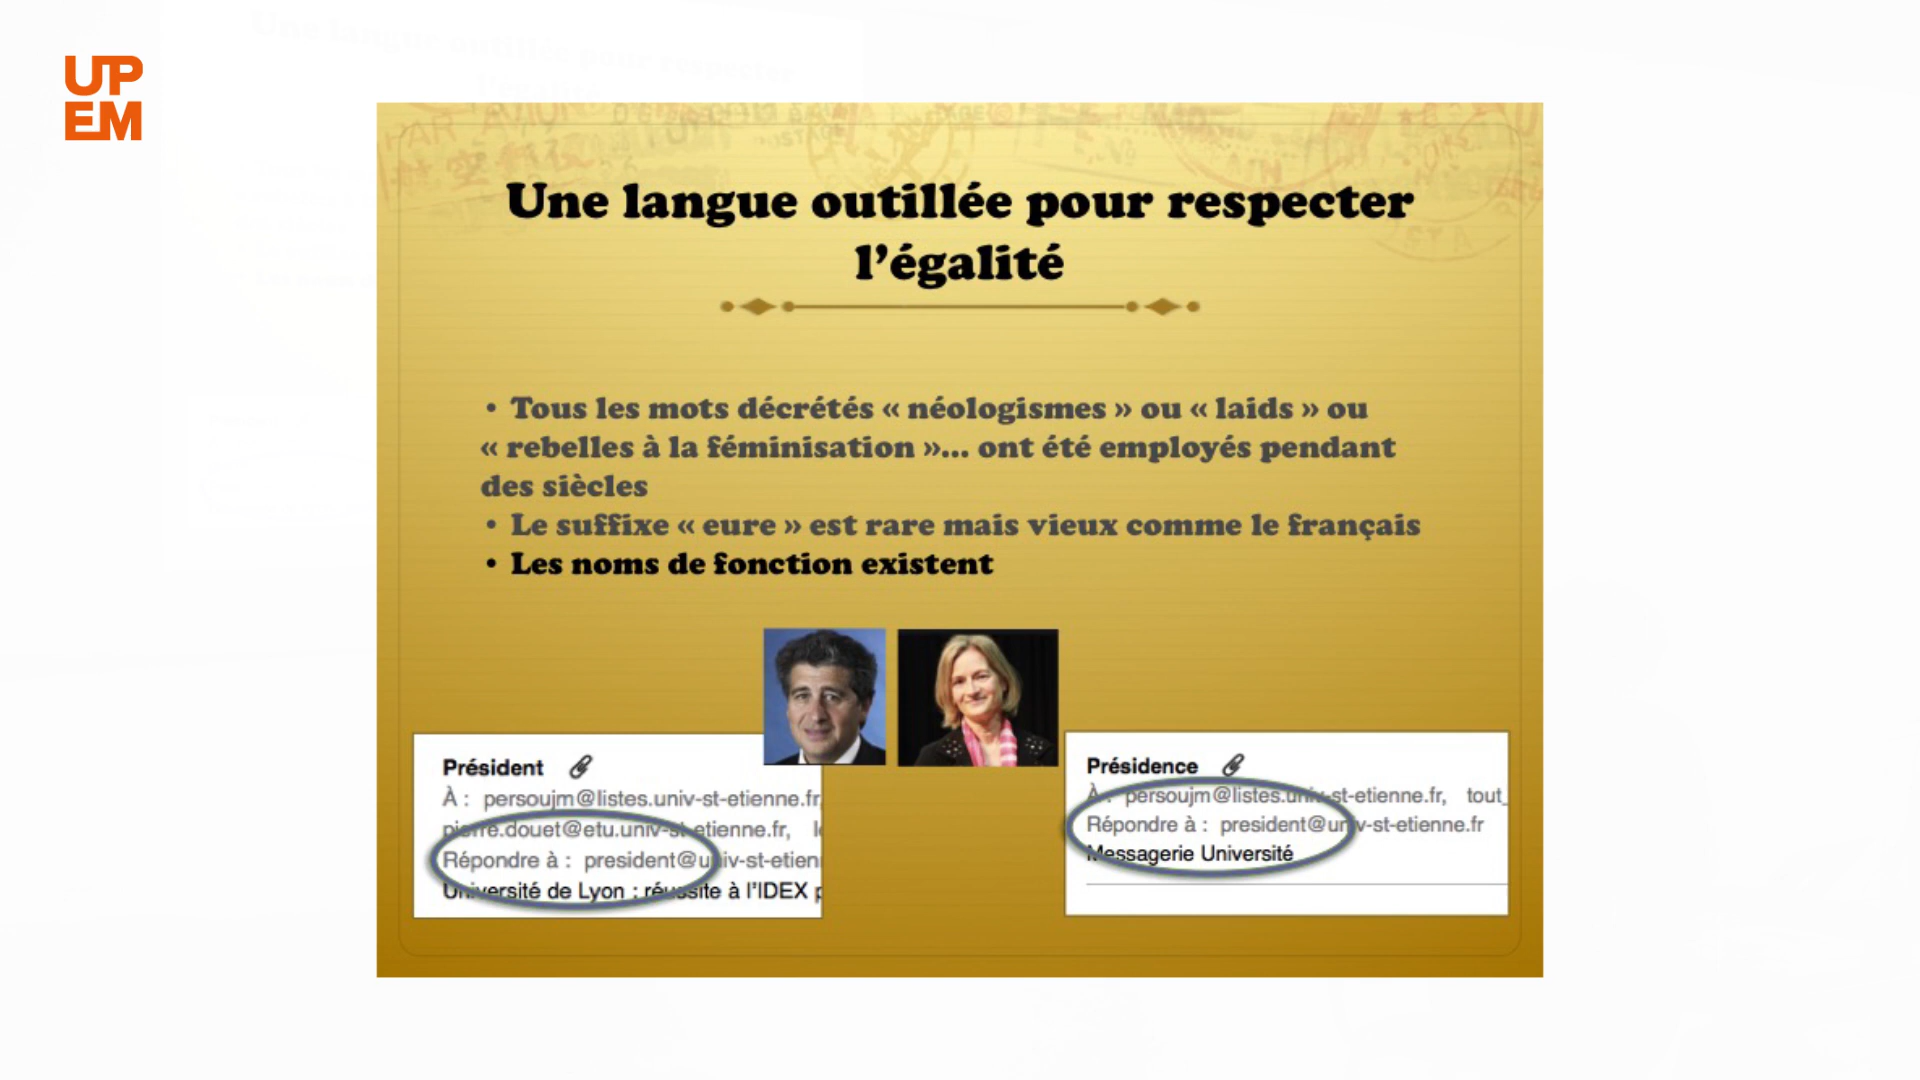 UP
EM
Une langue outillée pour respecter
l’égalité
• Tous les mots décrétés « néologismes » ou « laids » ou
« rebelles à la féminisation »... ont été employés pendant
des siècles
• Le suffixe « eure » est rare mais vieux comme le français
• Les noms de fonction existent
Président
À : persoujm@listes.univ-st-etienne.fr,
pierre.douet@etu.univ-st-etienne.fr,
Répondre à : president@univ-st-etien
Université de Lyon : réussite à l'IDEX p
Présidence
À : persoujm@listes.univ-st-etienne.fr, tout_
Répondre à : president@univ-st-etienne.fr
Messagerie Université